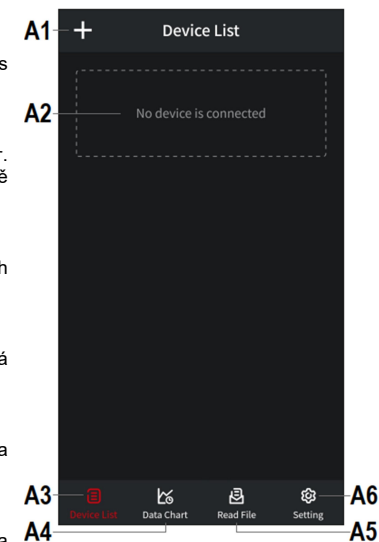 A1
+ Device List
s
A2
No device is connected
r.
ě
h
á
a
A3
A6
Device List Data Chart Read File Setting
a
A4
A5